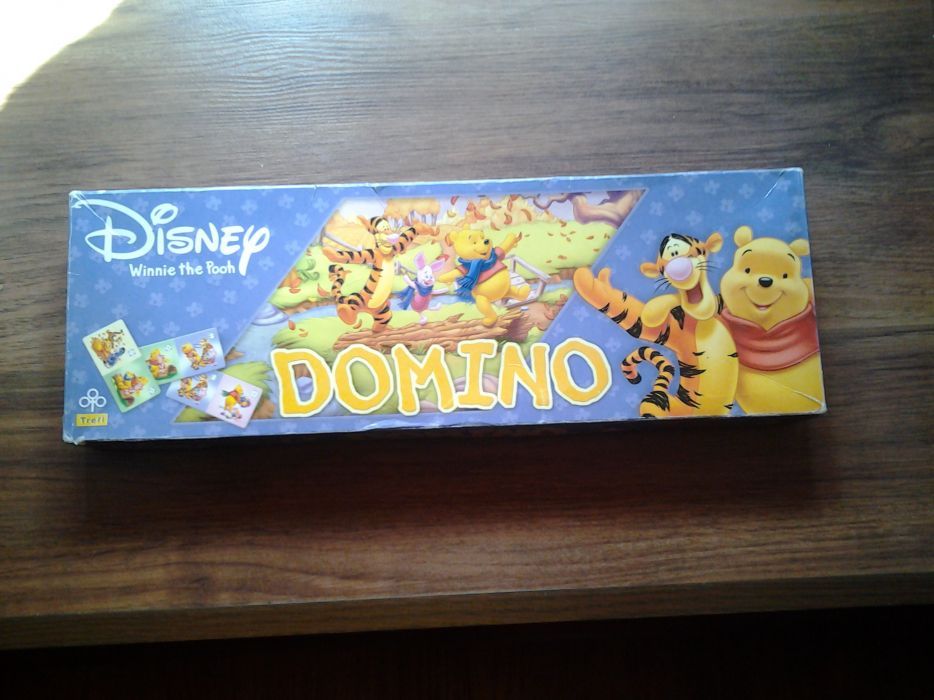 Disney
Winnie the Pooh
DOMINO
Trefl